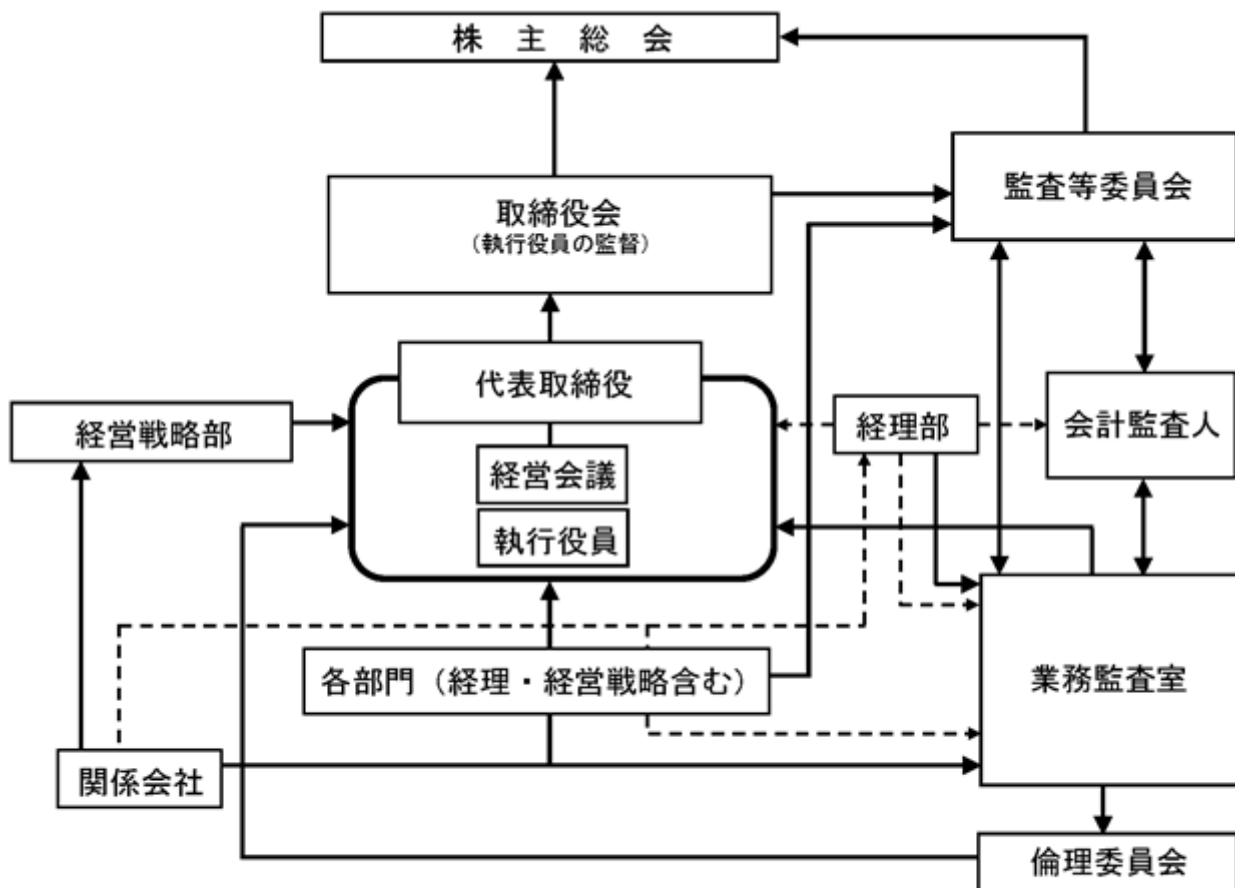 株　主　総　会
監査等委員会
取締役会
（執行役員の監督）
代表取締役
経営戦略部
経理部
会計監査人
経営会議
執行役員
各部門（経理・経営戦略含む）
業務監査室
関係会社
倫理委員会